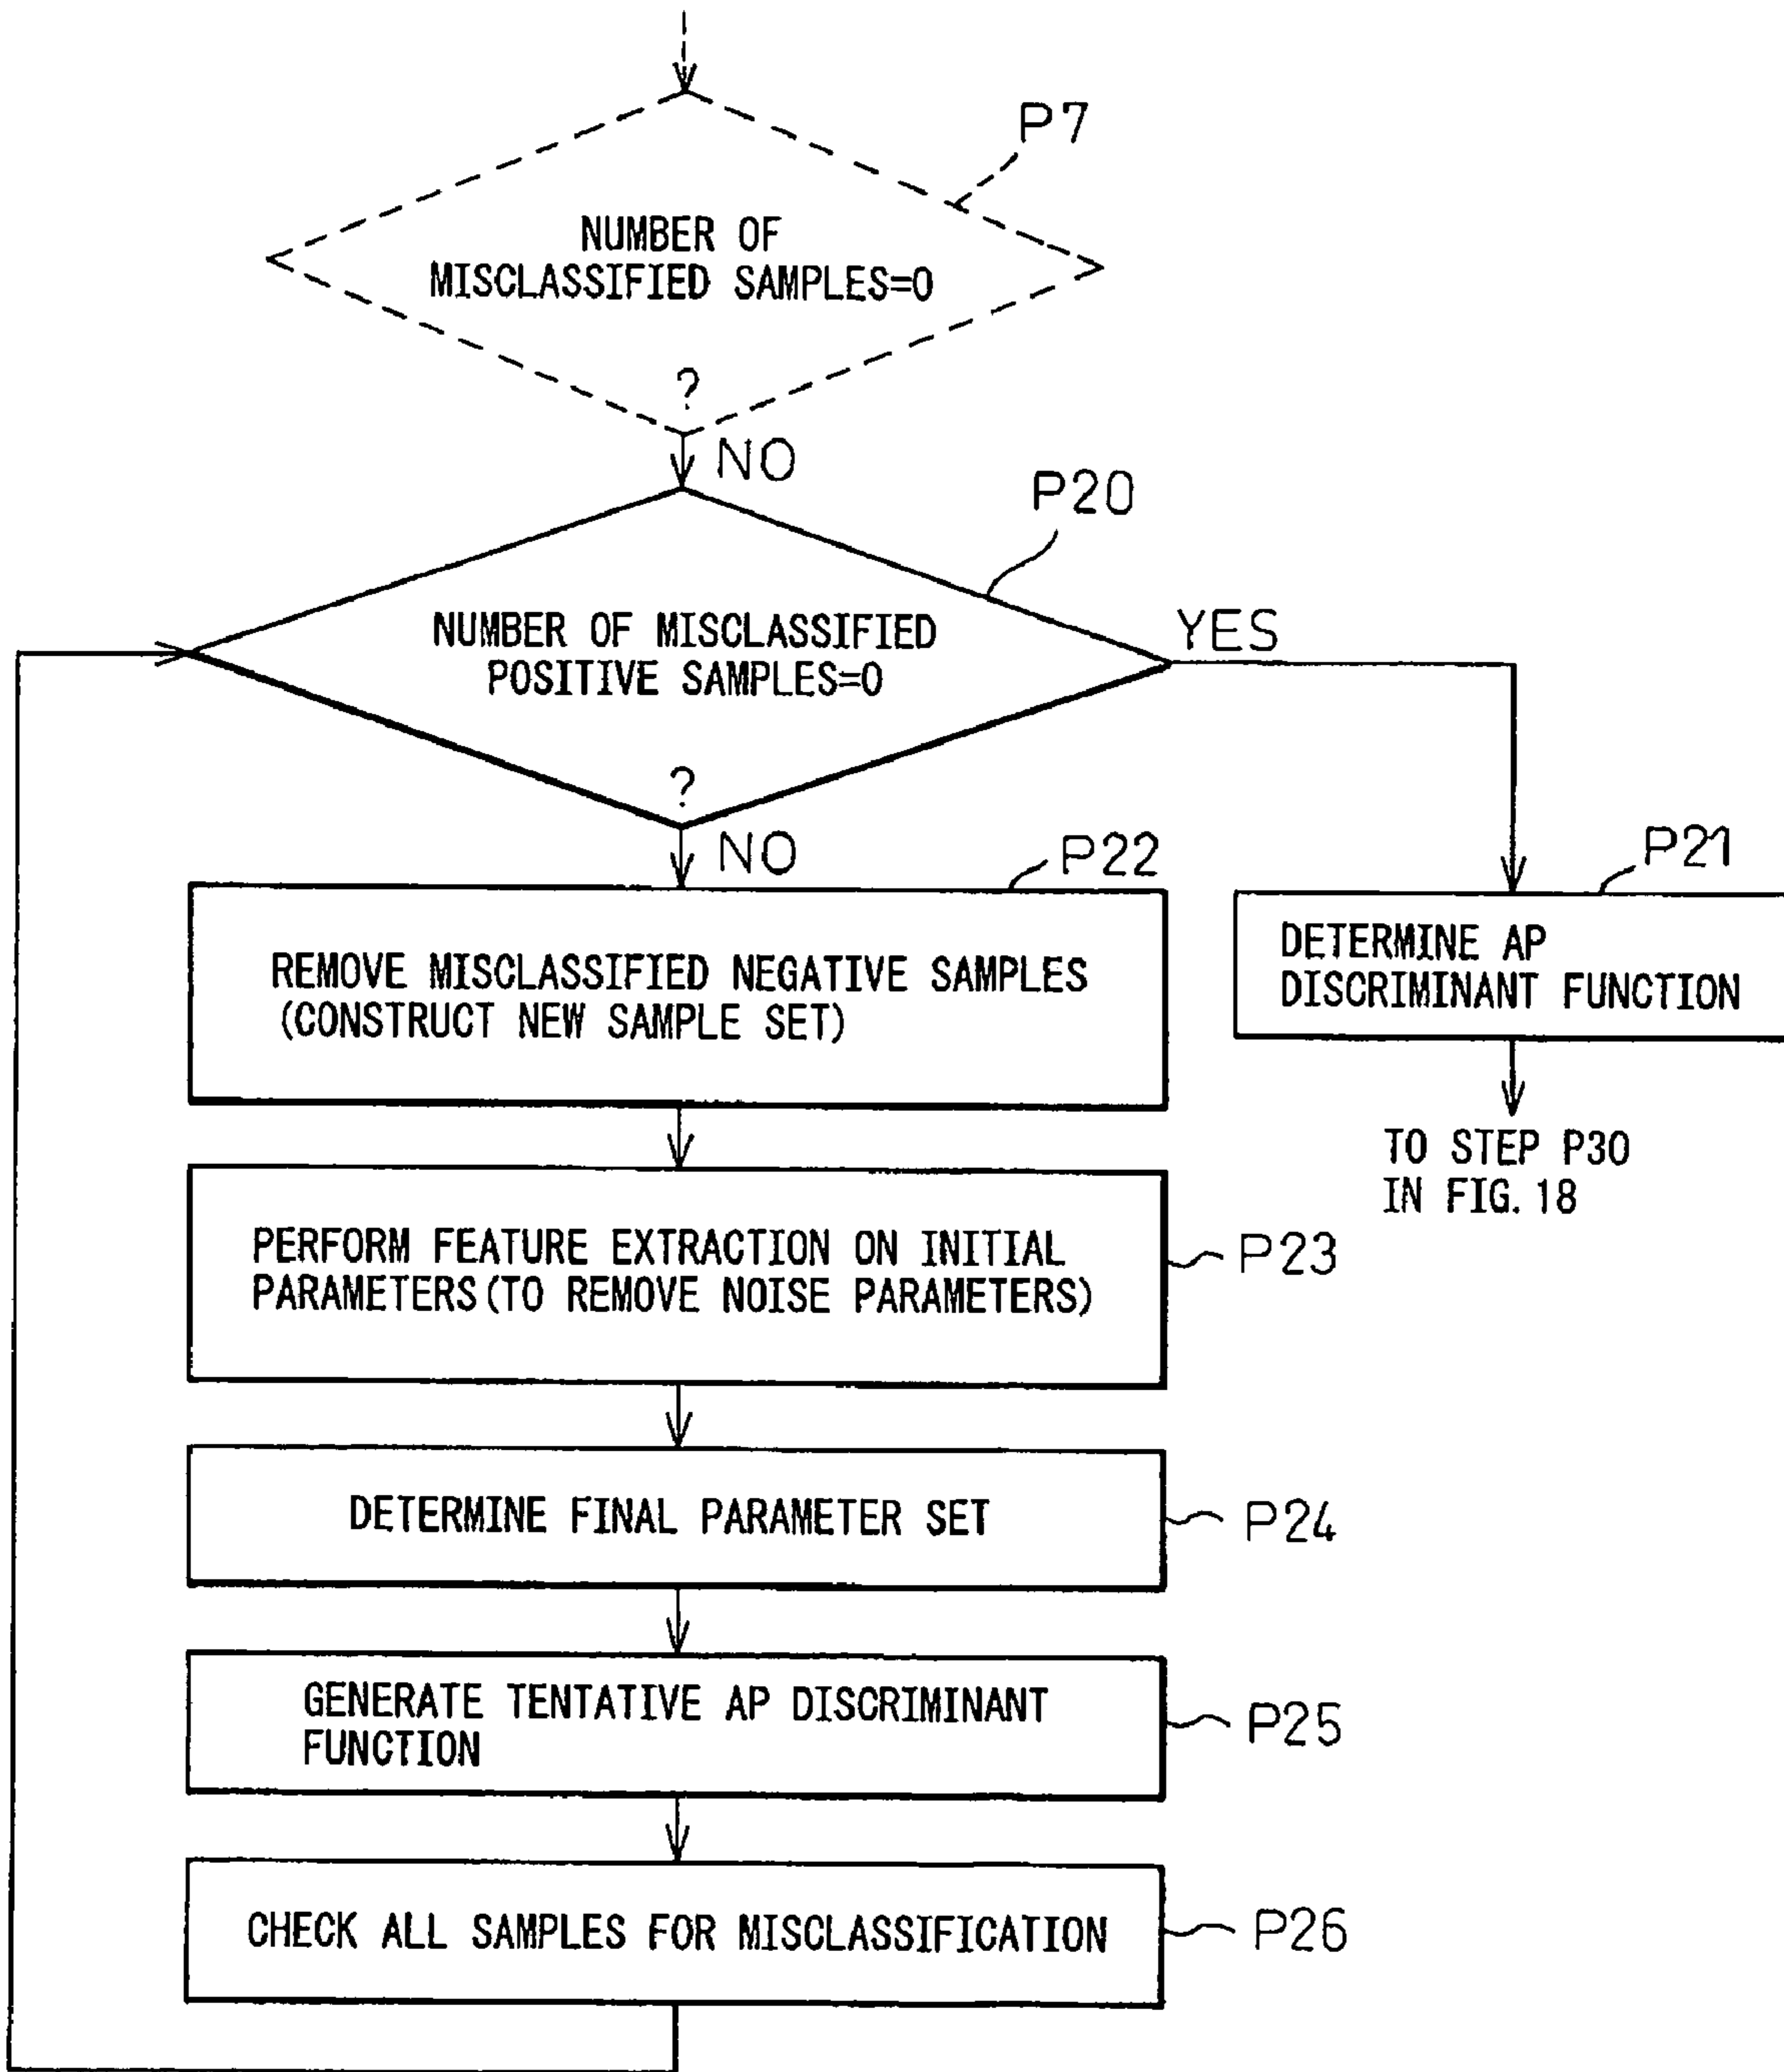 P7
NUMBER OF
MISCLASSIFIED SAMPLES=0
?
NO
P20
NUMBER OF MISCLASSIFIED
POSITIVE SAMPLES=0
?
YES
NO
P22
REMOVE MISCLASSIFIED NEGATIVE SAMPLES
(CONSTRUCT NEW SAMPLE SET)
P21
DETERMINE AP
DISCRIMINANT FUNCTION
TO STEP P30
IN FIG. 18
PERFORM FEATURE EXTRACTION ON INITIAL
PARAMETERS (TO REMOVE NOISE PARAMETERS)
P23
DETERMINE FINAL PARAMETER SET
P24
GENERATE TENTATIVE AP DISCRIMINANT
FUNCTION
P25
CHECK ALL SAMPLES FOR MISCLASSIFICATION
P26